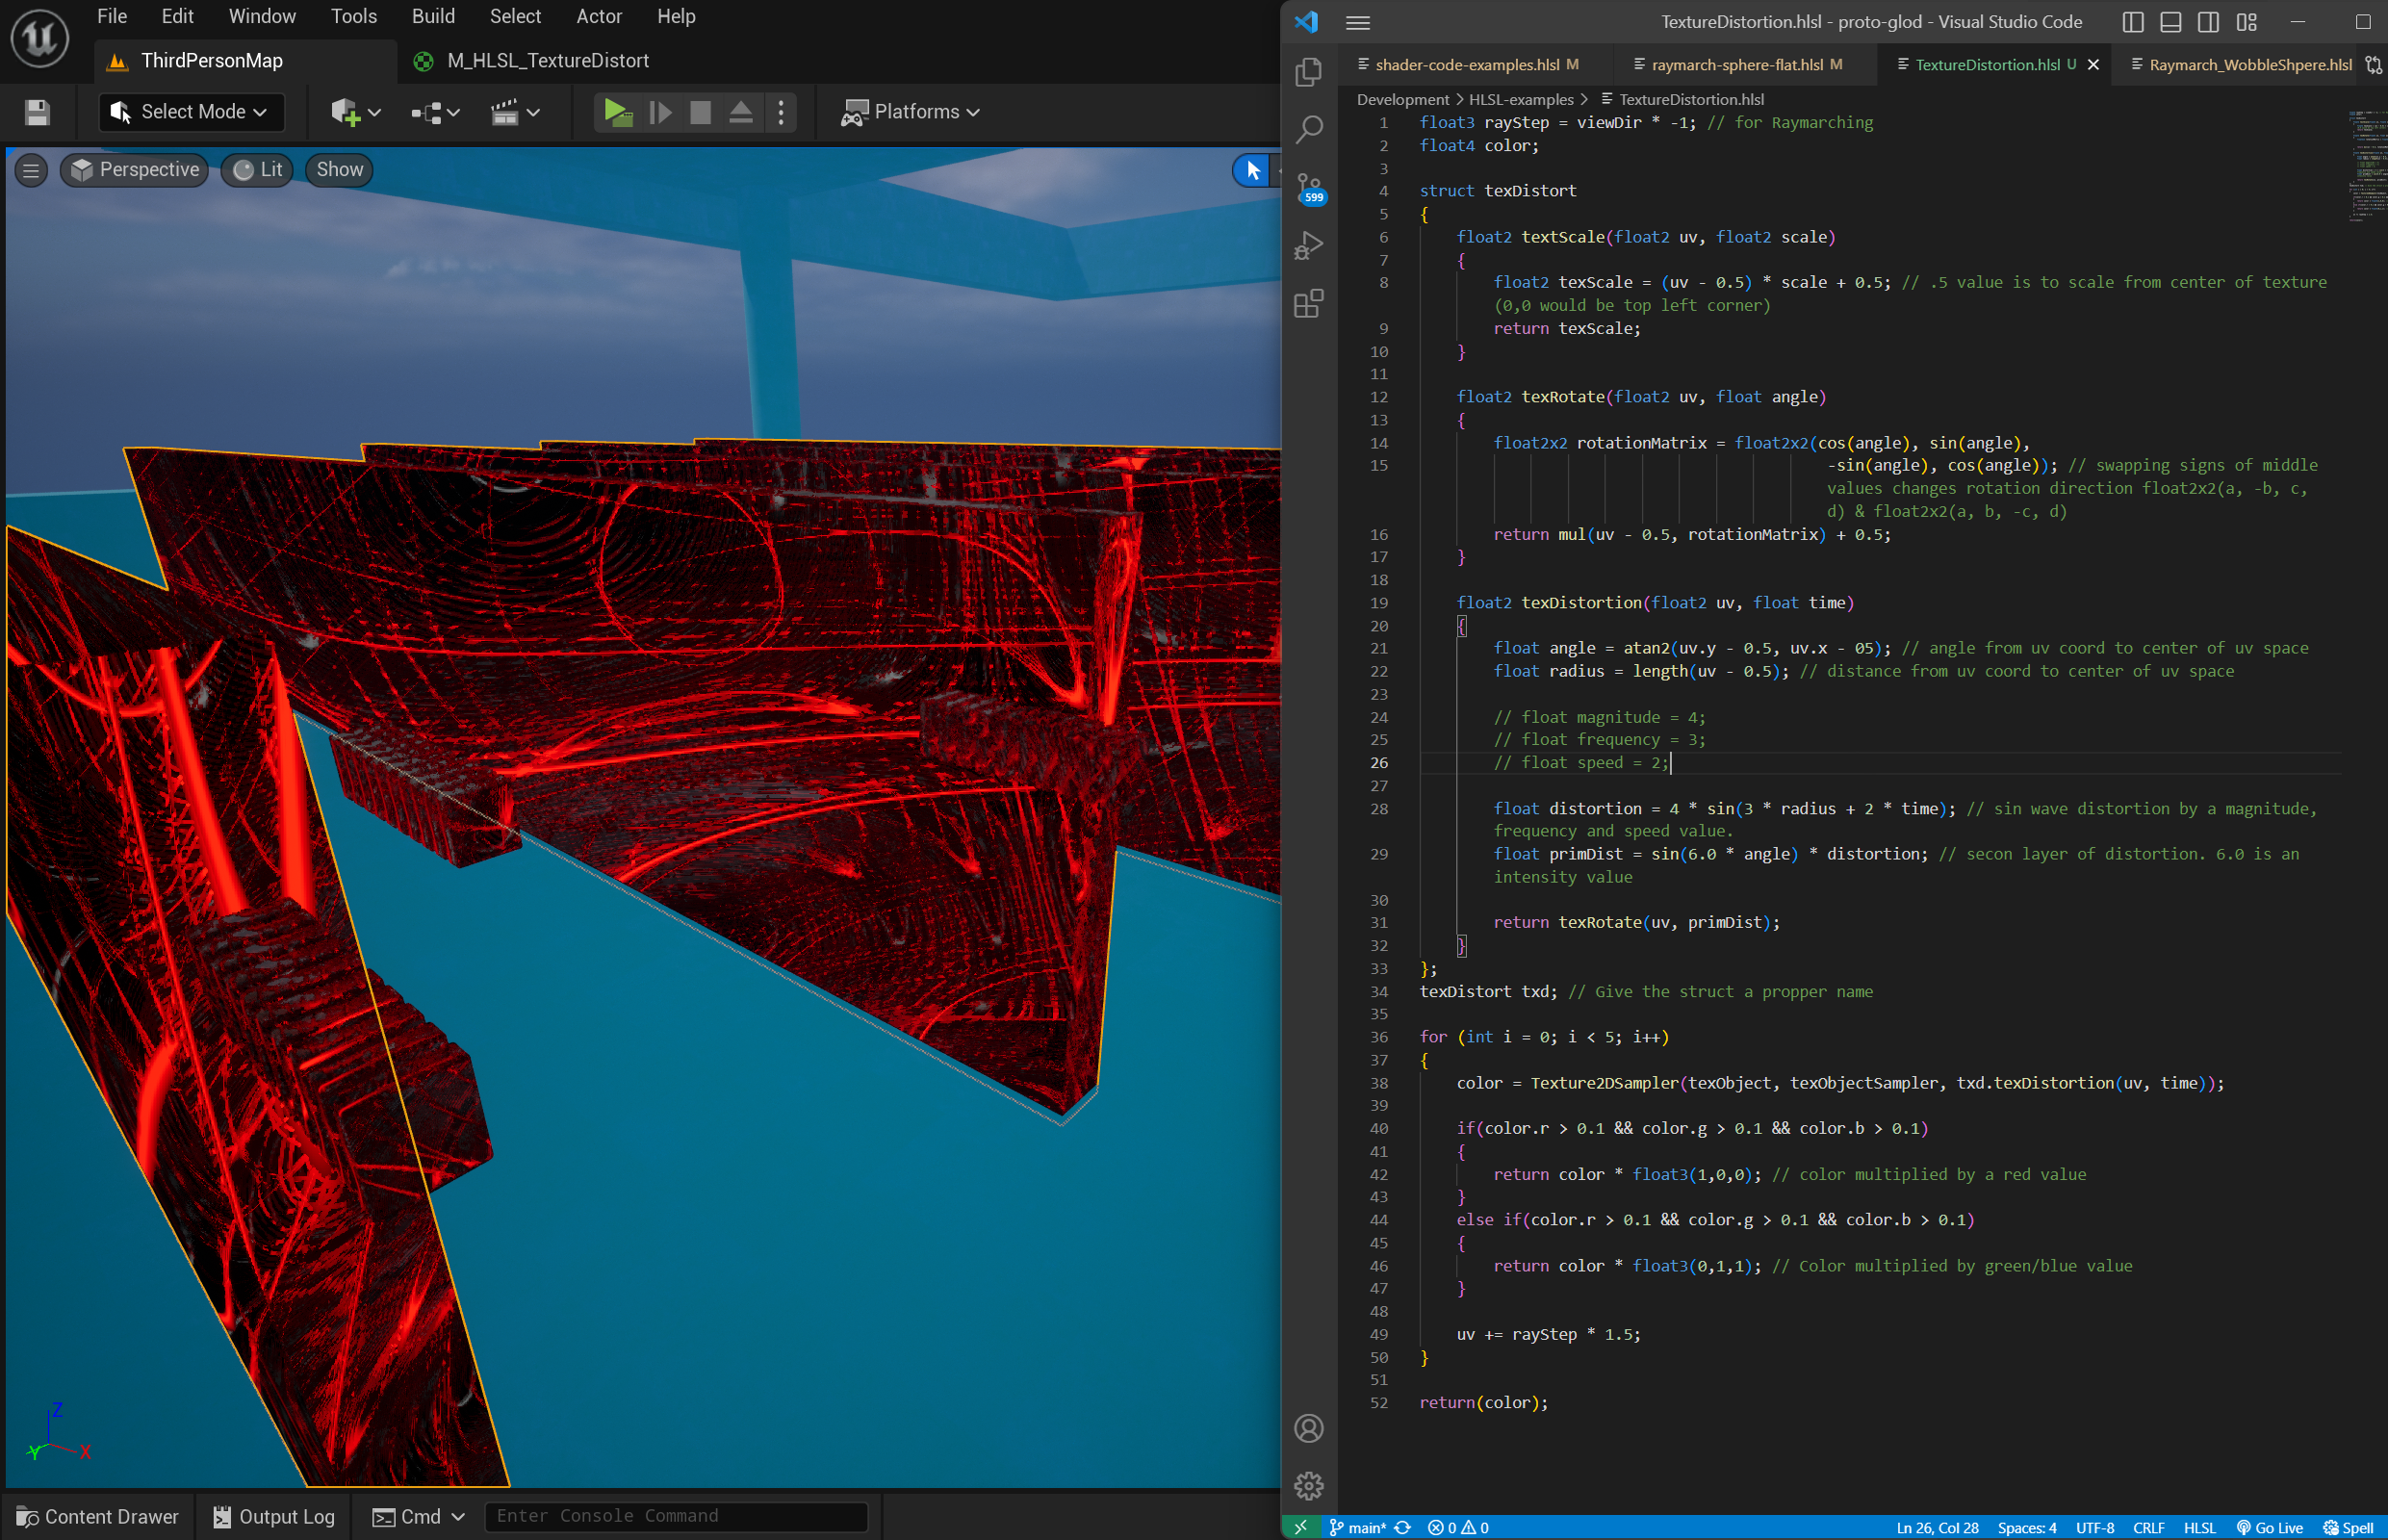 File Edit Window Tools Build Select Actor Help
ThirdPersonMap
M_HLSL_TextureDistort
Select Mode
Platforms
Perspective Lit Show
Z
Y
X
Content Drawer Output Log Cmd Enter Console Command
TextureDistortion.hlsl - proto-glod - Visual Studio Code
shader-code-examples.hlsl M raymarch-sphere-flat.hlsl M TextureDistortion.hlsl U Raymarch_WobbleShpere.hlsl
Development > HLSL-examples > TextureDistortion.hlsl
599
1 float3 rayStep = viewDir * -1; // for Raymarching
2 float4 color;
3
4 struct texDistort
5 {
6 float2 textScale(float2 uv, float2 scale)
7 {
8 float2 texScale = (uv - 0.5) * scale + 0.5; // .5 value is to scale from center of texture
(0,0 would be top left corner)
9 return texScale;
10 }
11
12 float2 texRotate(float2 uv, float angle)
13 {
14 float2x2 rotationMatrix = float2x2(cos(angle), sin(angle),
15 -sin(angle), cos(angle)); // swapping signs of middle
values changes rotation direction float2x2(a, -b, c,
d) & float2x2(a, b, -c, d)
16 return mul(uv - 0.5, rotationMatrix) + 0.5;
17 }
18
19 float2 texDistortion(float2 uv, float time)
20 {
21 float angle = atan2(uv.y - 0.5, uv.x - 05); // angle from uv coord to center of uv space
22 float radius = length(uv - 0.5); // distance from uv coord to center of uv space
23
24 // float magnitude = 4;
25 // float frequency = 3;
26 // float speed = 2;
27
28 float distortion = 4 * sin(3 * radius + 2 * time); // sin wave distortion by a magnitude,
frequency and speed value.
29 float primDist = sin(6.0 * angle) * distortion; // secon layer of distortion. 6.0 is an
intensity value
30
31 return texRotate(uv, primDist);
32 }
33 };
34 texDistort txd; // Give the struct a propper name
35
36 for (int i = 0; i < 5; i++)
37 {
38 color = Texture2DSampler(texObject, texObjectSampler, txd.texDistortion(uv, time));
39
40 if(color.r > 0.1 && color.g > 0.1 && color.b > 0.1)
41 {
42 return color * float3(1,0,0); // color multiplied by a red value
43 }
44 else if(color.r > 0.1 && color.g > 0.1 && color.b > 0.1)
45 {
46 return color * float3(0,1,1); // Color multiplied by green/blue value
47 }
48
49 uv += rayStep * 1.5;
50 }
51
52 return(color);
main* 0 0 Ln 26, Col 28 Spaces: 4 UTF-8 CRLF HLSL Go Live Spell